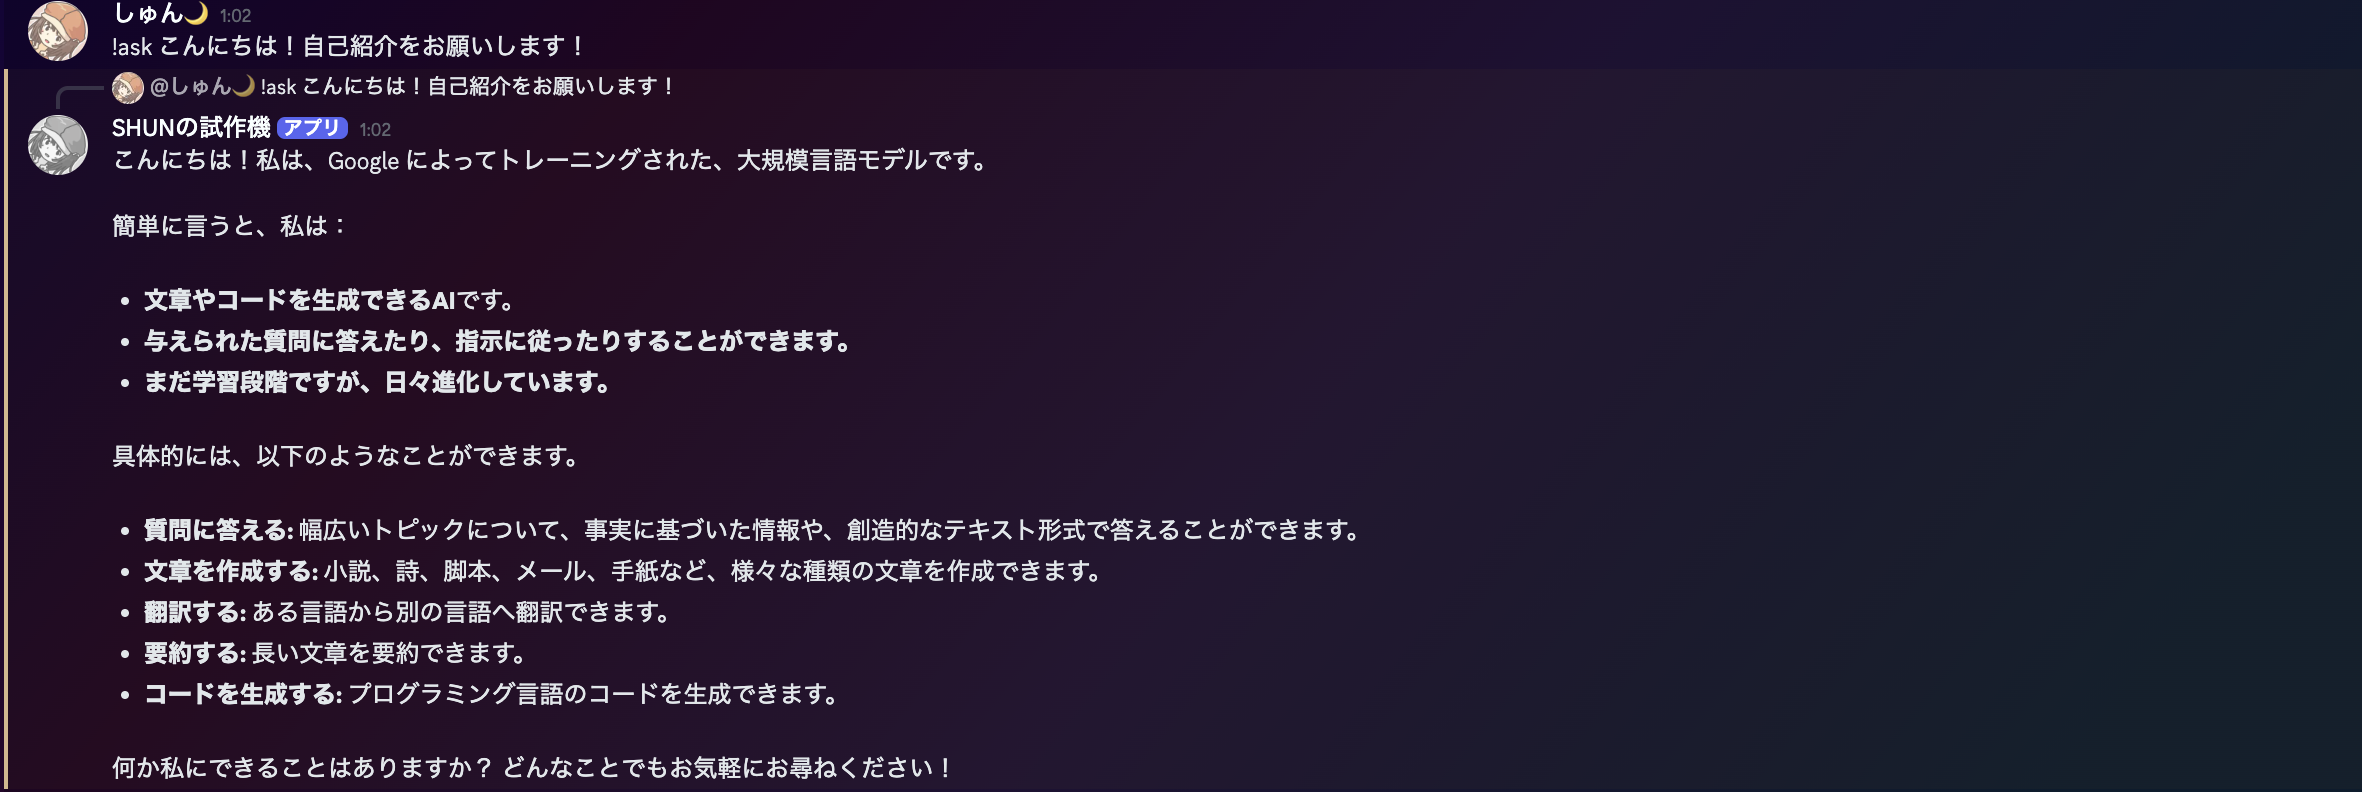 しゅん🌙 1:02
!ask こんにちは！自己紹介をお願いします！
@しゅん🌙 !ask こんにちは！自己紹介をお願いします！
SHUNの試作機 アプリ 1:02
こんにちは！私は、Google によってトレーニングされた、大規模言語モデルです。
簡単に言うと、私は：
• 文章やコードを生成できるAIです。
• 与えられた質問に答えたり、指示に従ったりすることができます。
• まだ学習段階ですが、日々進化しています。
具体的には、以下のようなことができます。
• 質問に答える: 幅広いトピックについて、事実に基づいた情報や、創造的なテキスト形式で答えることができます。
• 文章を作成する: 小説、詩、脚本、メール、手紙など、様々な種類の文章を作成できます。
• 翻訳する: ある言語から別の言語へ翻訳できます。
• 要約する: 長い文章を要約できます。
• コードを生成する: プログラミング言語のコードを生成できます。
何か私にできることはありますか？ どんなことでもお気軽にお尋ねください！